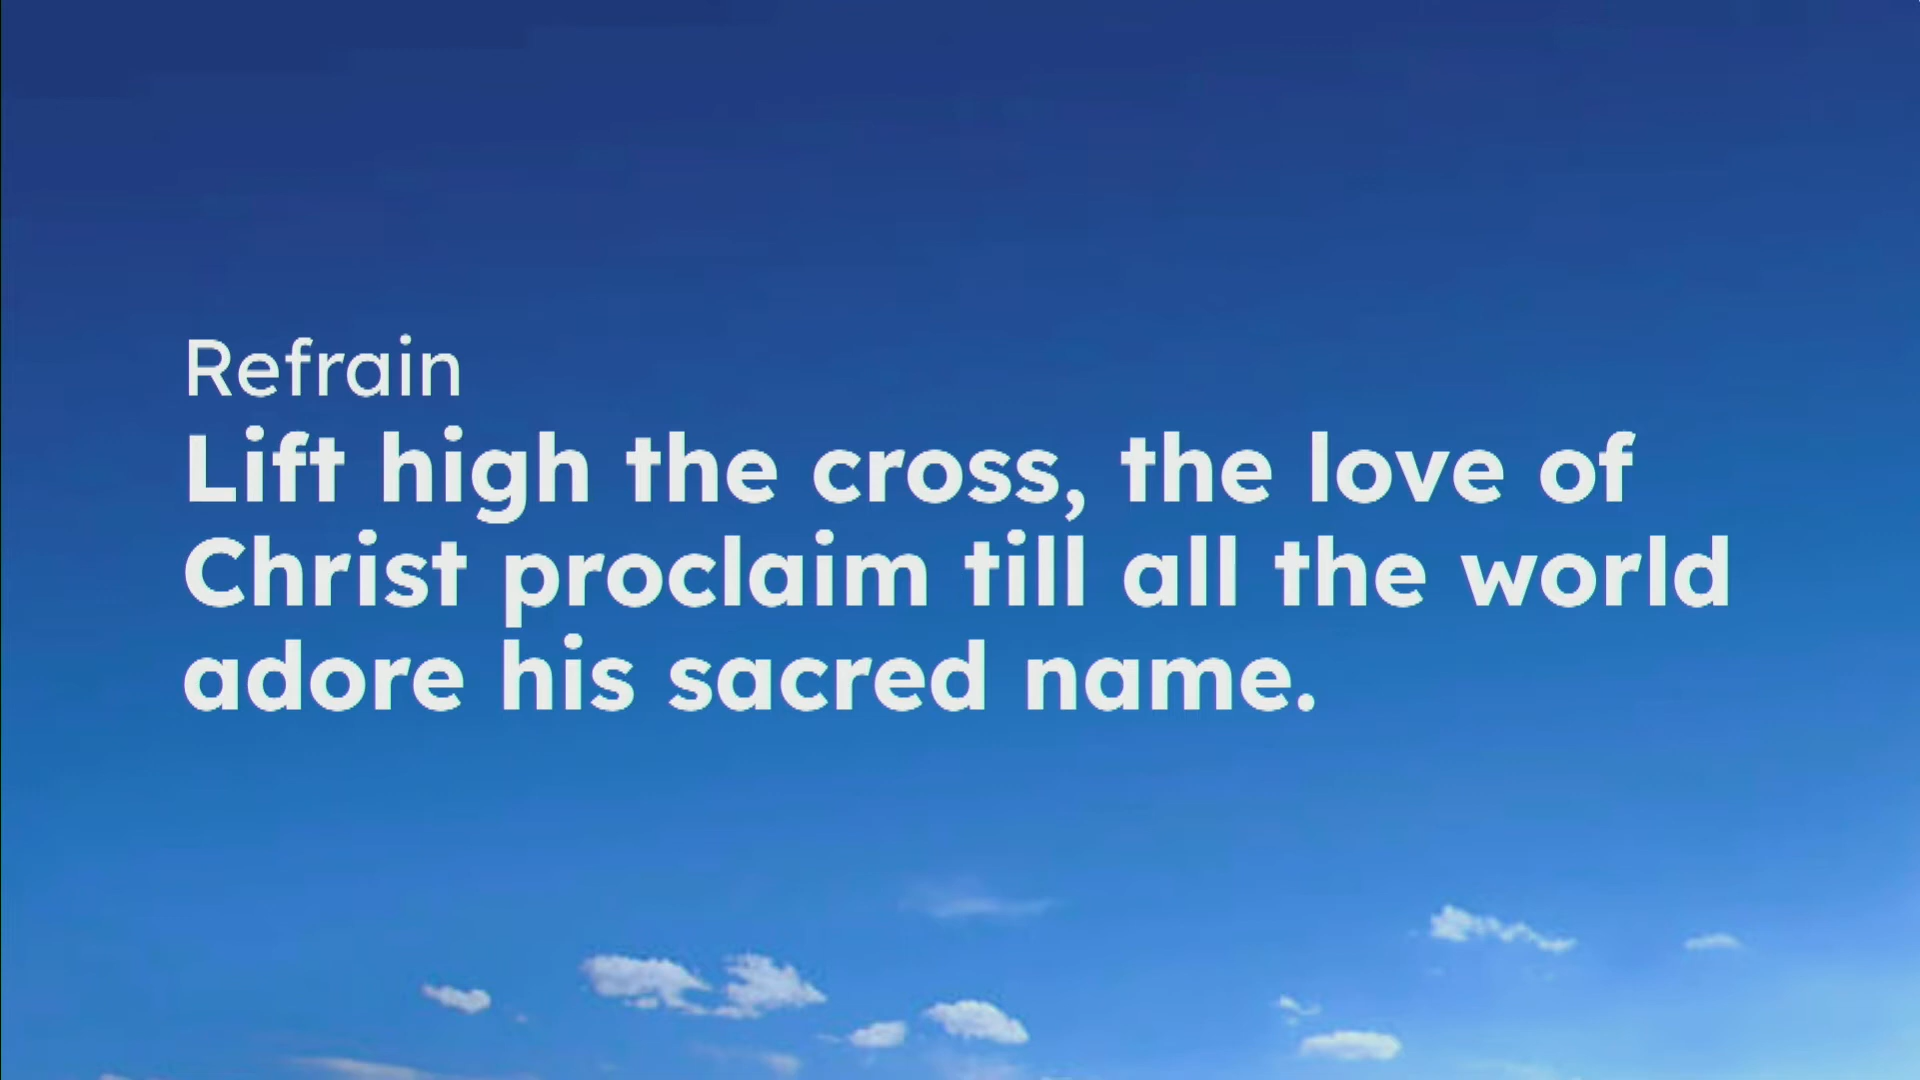 Refrain
Lift high the cross, the love of
Christ proclaim till all the world
adore his sacred name.